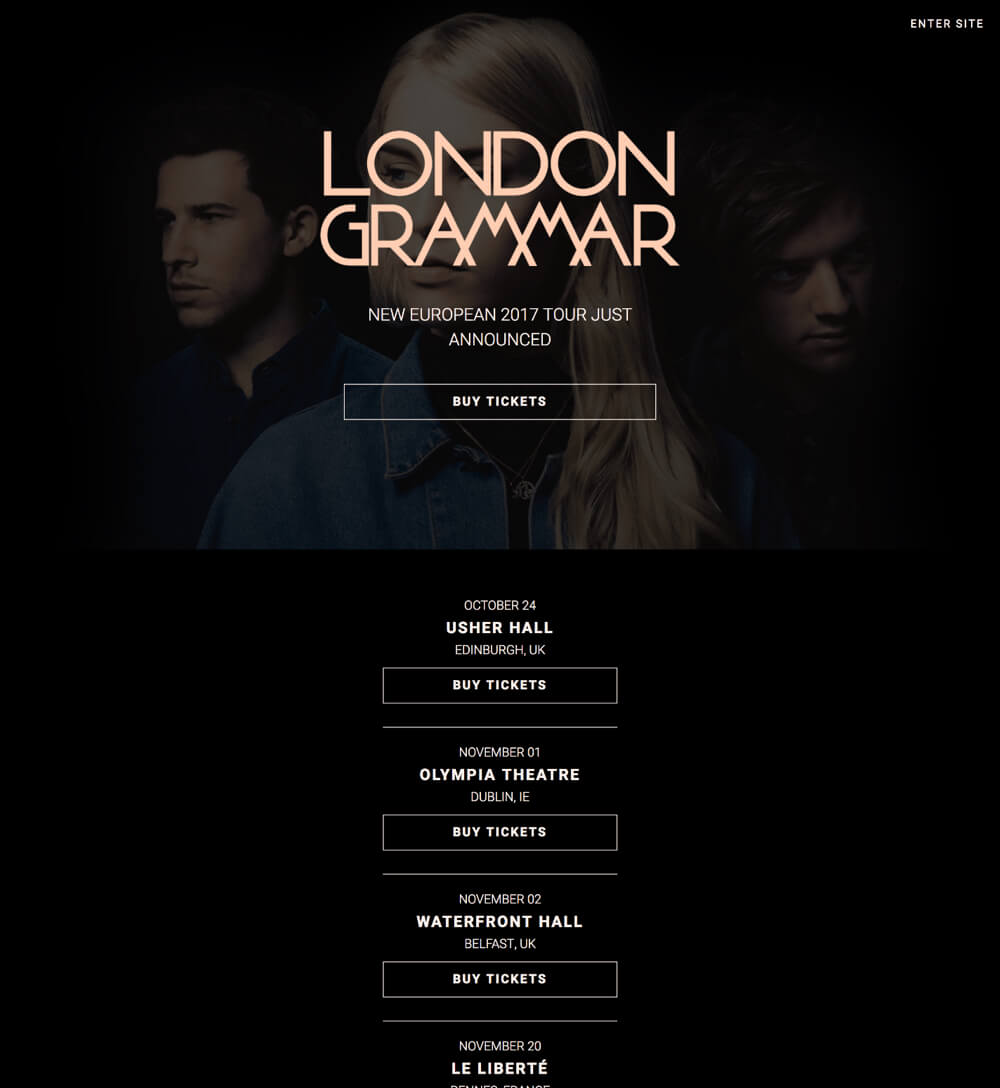 ENTER SITE
LONDON
GRAMMAR
NEW EUROPEAN 2017 TOUR JUST
ANNOUNCED
BUY TICKETS
OCTOBER 24
USHER HALL
EDINBURGH, UK
BUY TICKETS
NOVEMBER 01
OLYMPIA THEATRE
DUBLIN, IE
BUY TICKETS
NOVEMBER 02
WATERFRONT HALL
BELFAST, UK
BUY TICKETS
NOVEMBER 20
LE LIBERTÉ
RENNES, FRANCE